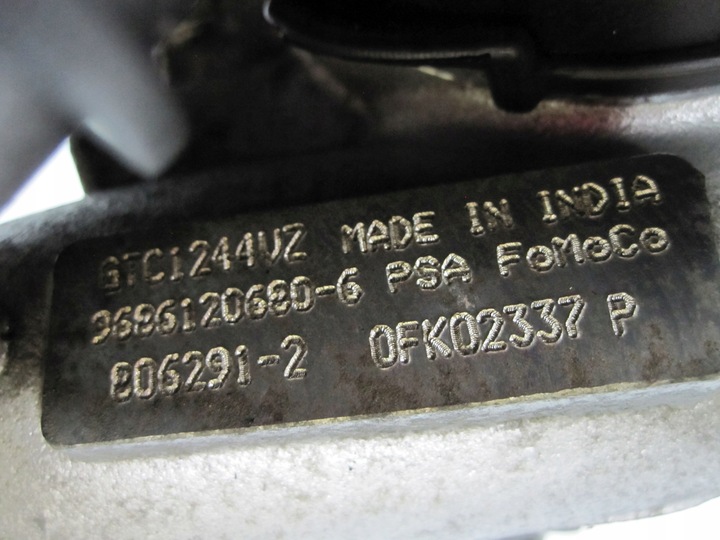 GTC1244VZ MADE IN INDIA
9686120680-6 PSA FoMoCo
806291-2 0FK02337 P